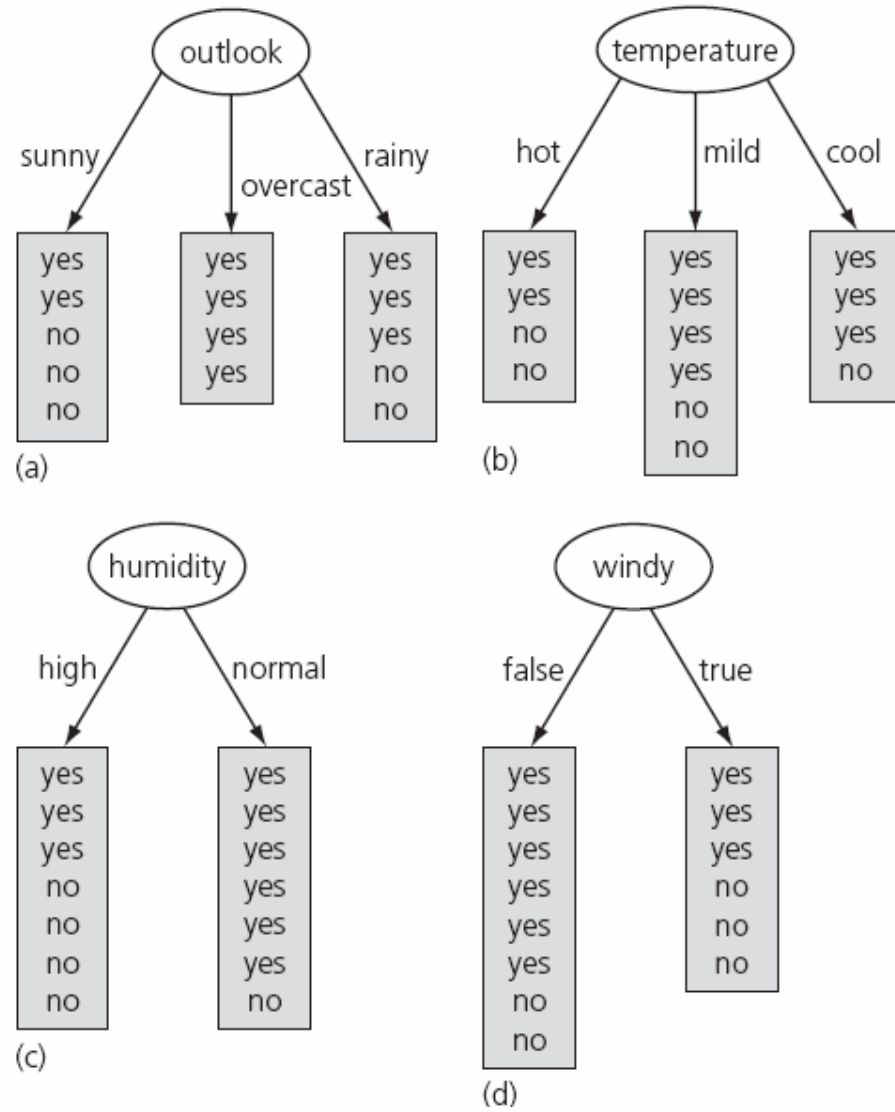 outlook
sunny
overcast
rainy
yes
yes
no
no
no
yes
yes
yes
yes
yes
yes
yes
no
no
(a)
temperature
hot
mild
cool
yes
yes
no
no
yes
yes
yes
yes
no
no
yes
yes
yes
no
(b)
humidity
high
normal
yes
yes
yes
no
no
no
no
yes
yes
yes
yes
yes
yes
no
(c)
windy
false
true
yes
yes
yes
yes
yes
yes
no
no
yes
yes
yes
no
no
no
(d)